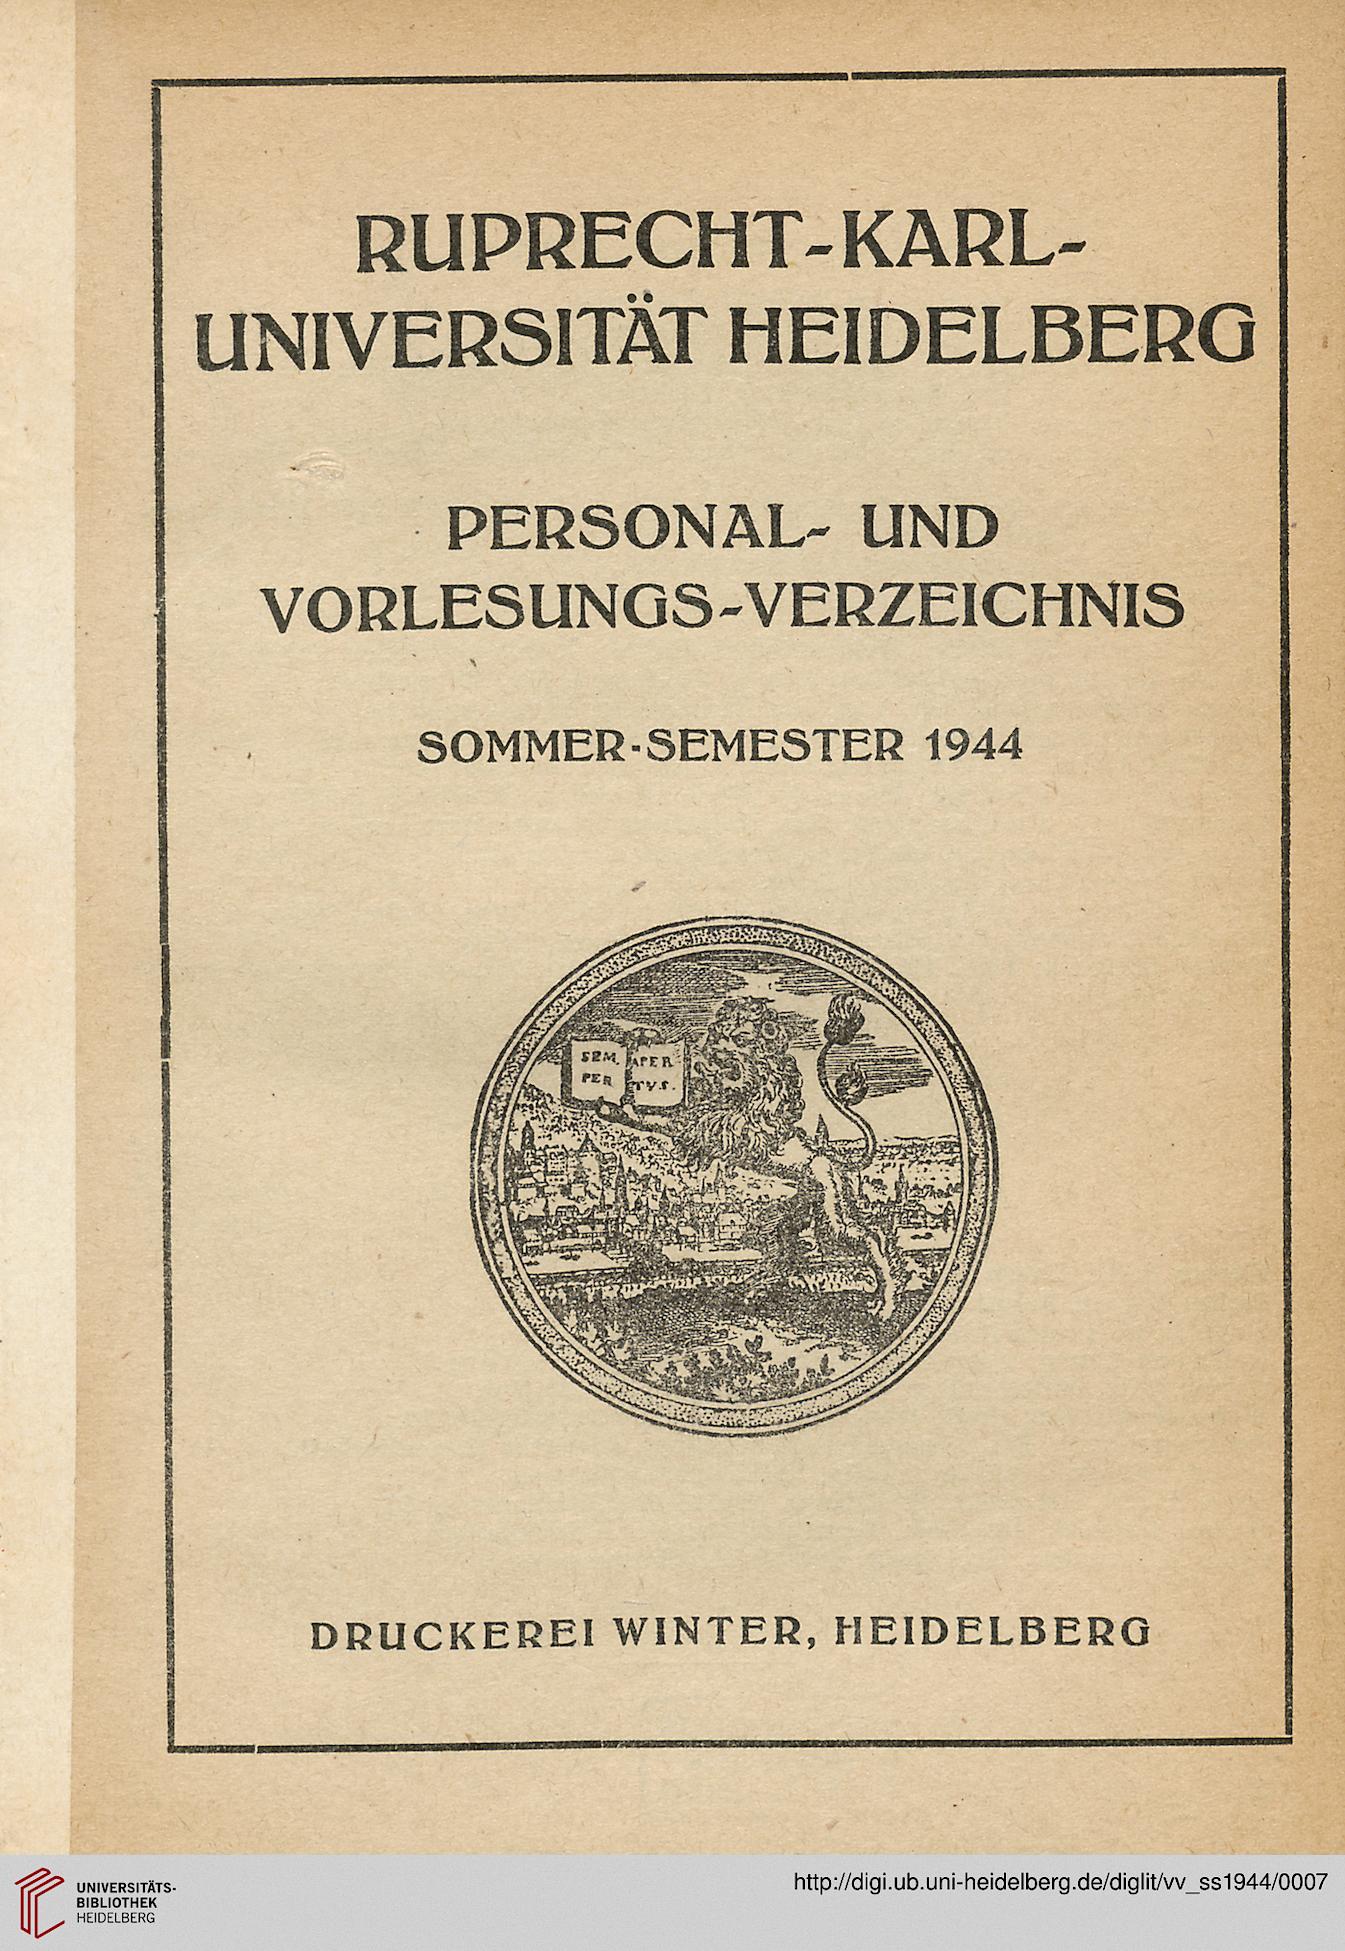 RUPRECHT-KARL-
UNIVERSITÄT HEIDELBERG
PERSONAL- UND
VORLESUNGS-VERZEICHNIS
SOMMER-SEMESTER 1944
SEM. APER
PER TVS.
DRUCKEREI WINTER, HEIDELBERG
UNIVERSITÄTS-
BIBLIOTHEK
HEIDELBERG
http://digi.ub.uni-heidelberg.de/diglit/vv_ss1944/0007